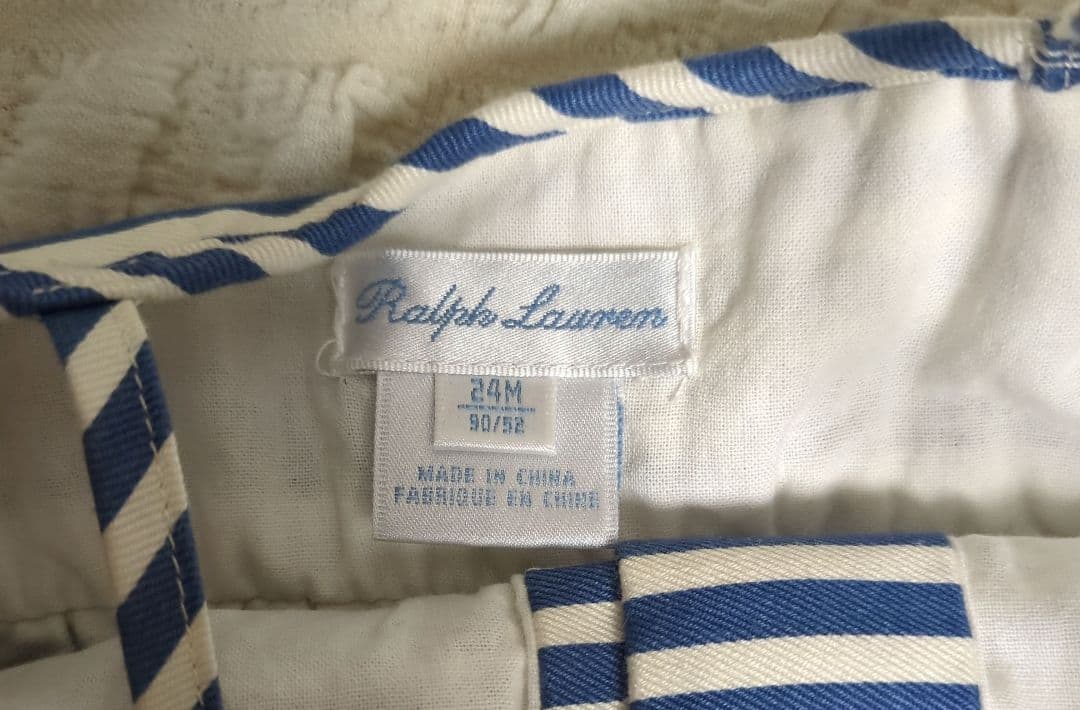 Ralph Lauren
24M
90/52
MADE IN CHINA
FABRIQUE EN CHINE